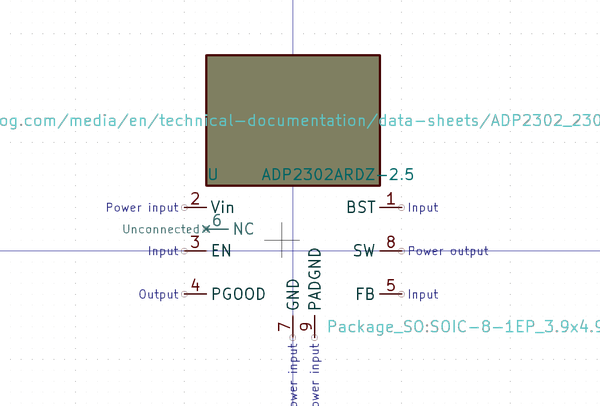 og.com/media/en/technical-documentation/data-sheets/ADP2302_230
U ADP2302ARDZ-2.5
Power input 2 Vin BST 1 Input
Unconnected 6 NC
Input 3 EN SW 8 Power output
Output 4 PGOOD FB 5 Input
GND PADGND
7 9 Package_SO:SOIC-8-1EP_3.9x4.9
ower input ower input